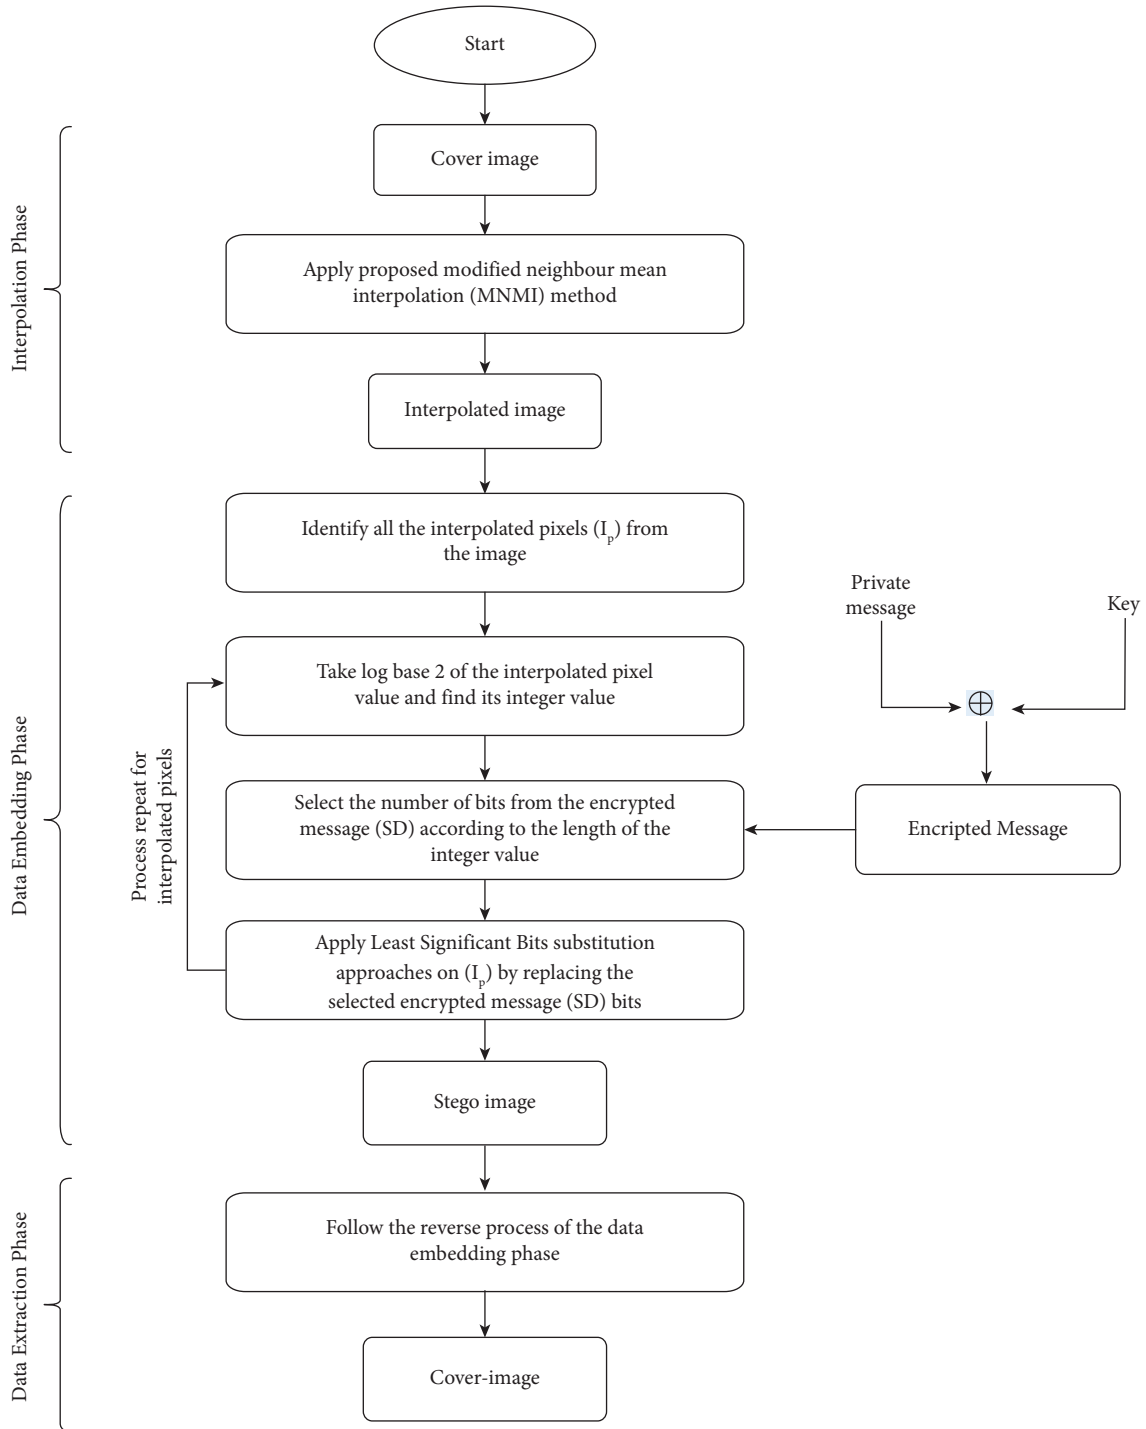 Start
Interpolation Phase
Cover image
Apply proposed modified neighbour mean
interpolation (MNMI) method
Interpolated image
Data Embedding Phase
Identify all the interpolated pixels (Ip) from
the image
Private
message
Key
⊕
Take log base 2 of the interpolated pixel
value and find its integer value
Process repeat for
interpolated pixels
Select the number of bits from the encrypted
message (SD) according to the length of the
integer value
Encripted Message
Apply Least Significant Bits substitution
approaches on (Ip) by replacing the
selected encrypted message (SD) bits
Stego image
Data Extraction Phase
Follow the reverse process of the data
embedding phase
Cover-image